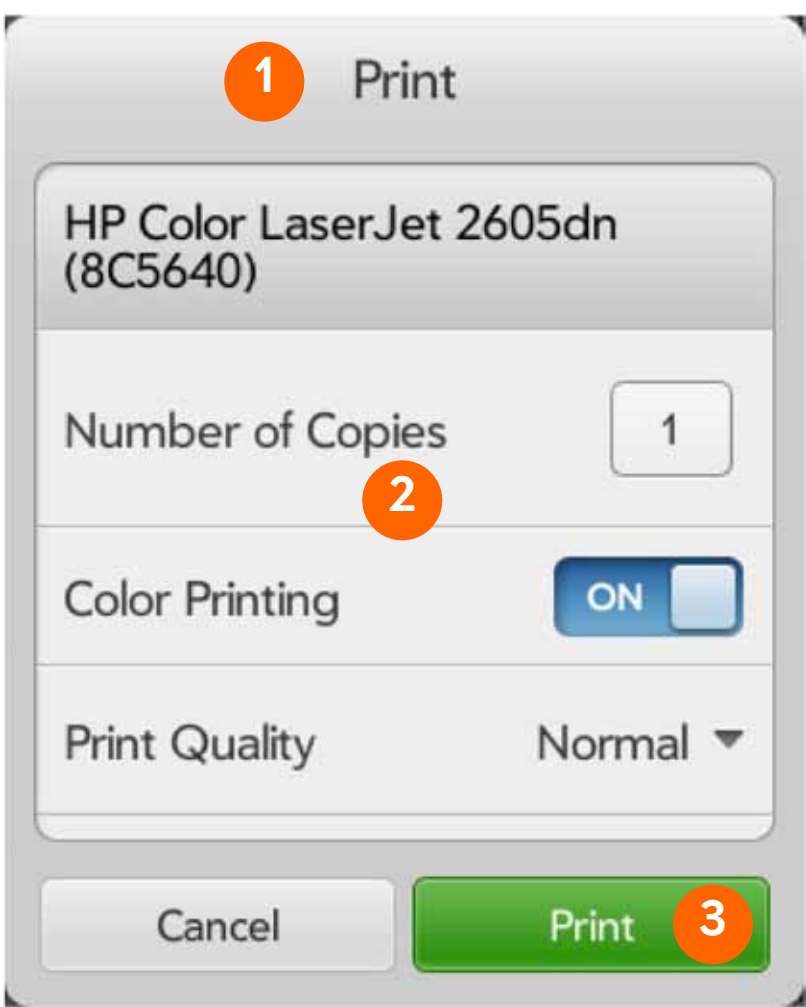 1 Print
HP Color LaserJet 2605dn
(8C5640)
Number of Copies 1
2
Color Printing ON
Print Quality Normal
Cancel Print 3